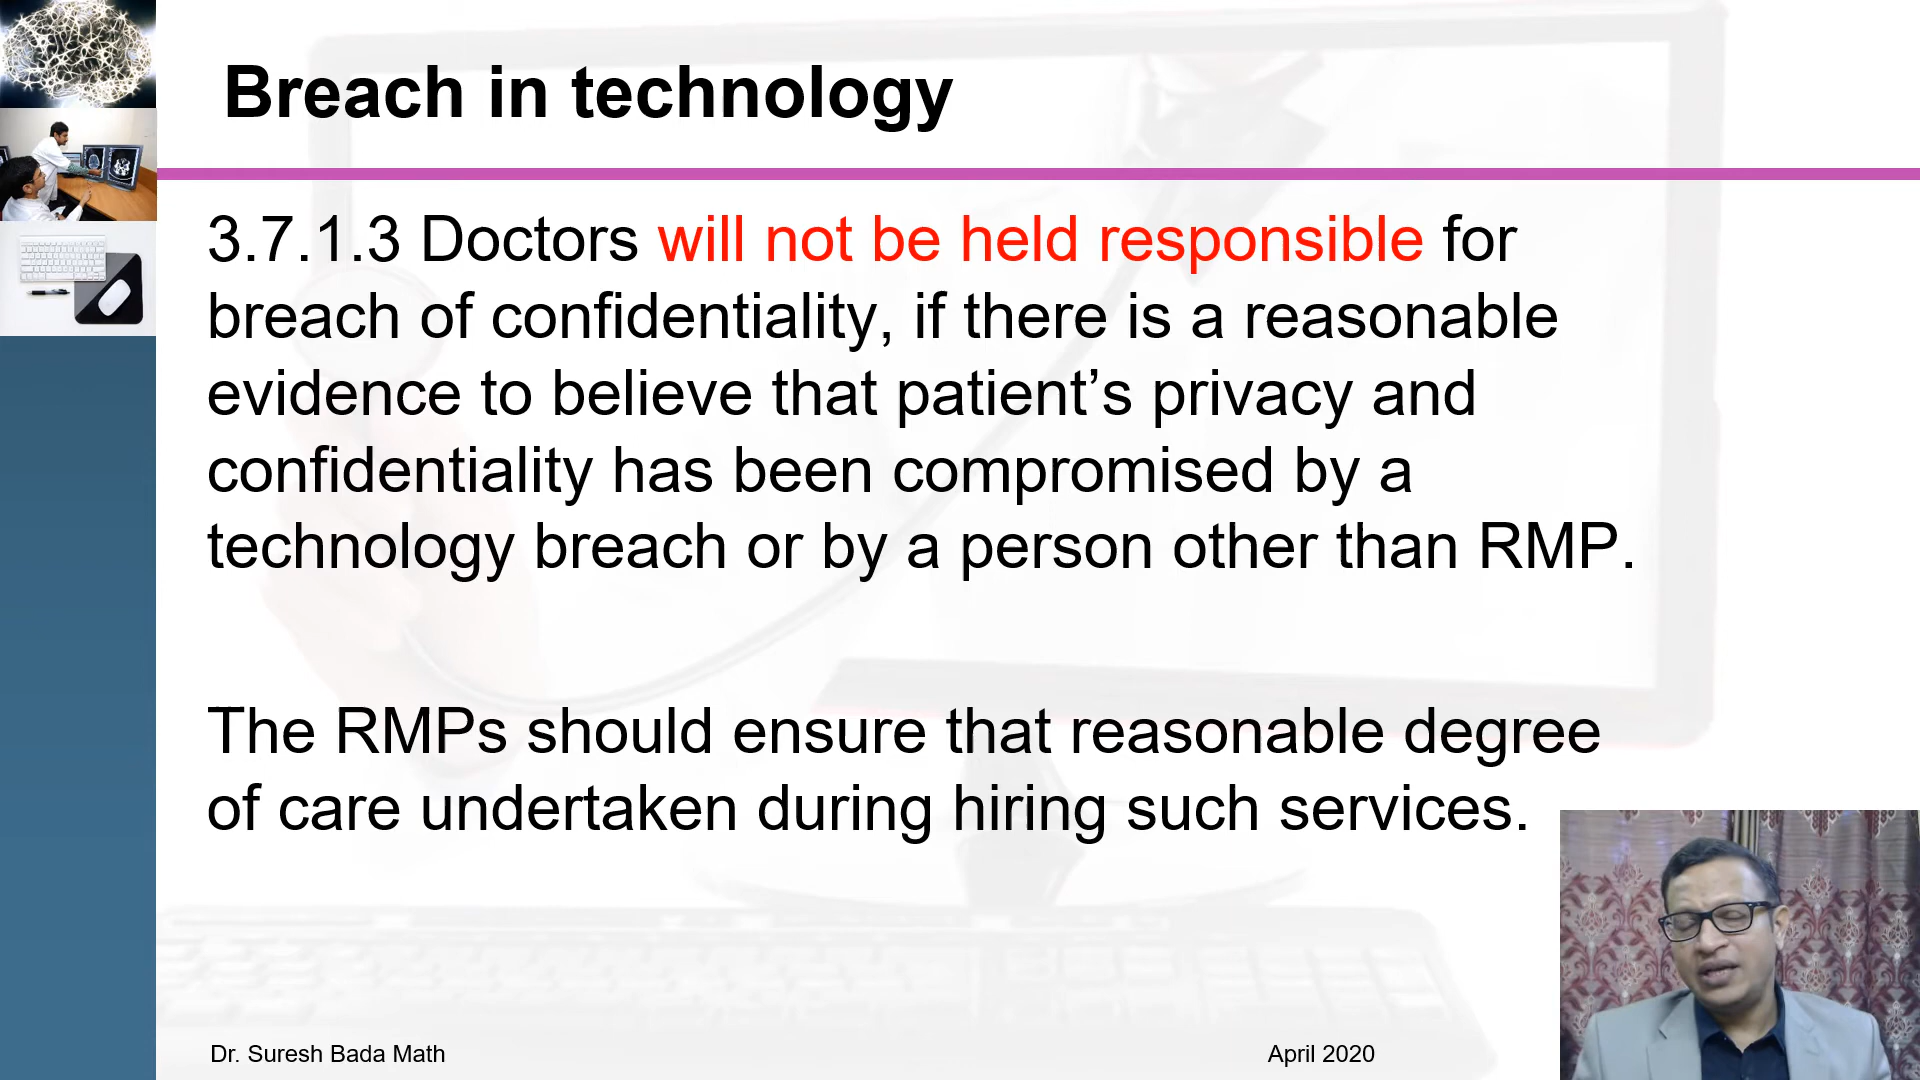 Breach in technology
3.7.1.3 Doctors will not be held responsible for
breach of confidentiality, if there is a reasonable
evidence to believe that patient’s privacy and
confidentiality has been compromised by a
technology breach or by a person other than RMP.
The RMPs should ensure that reasonable degree
of care undertaken during hiring such services.
Dr. Suresh Bada Math
April 2020